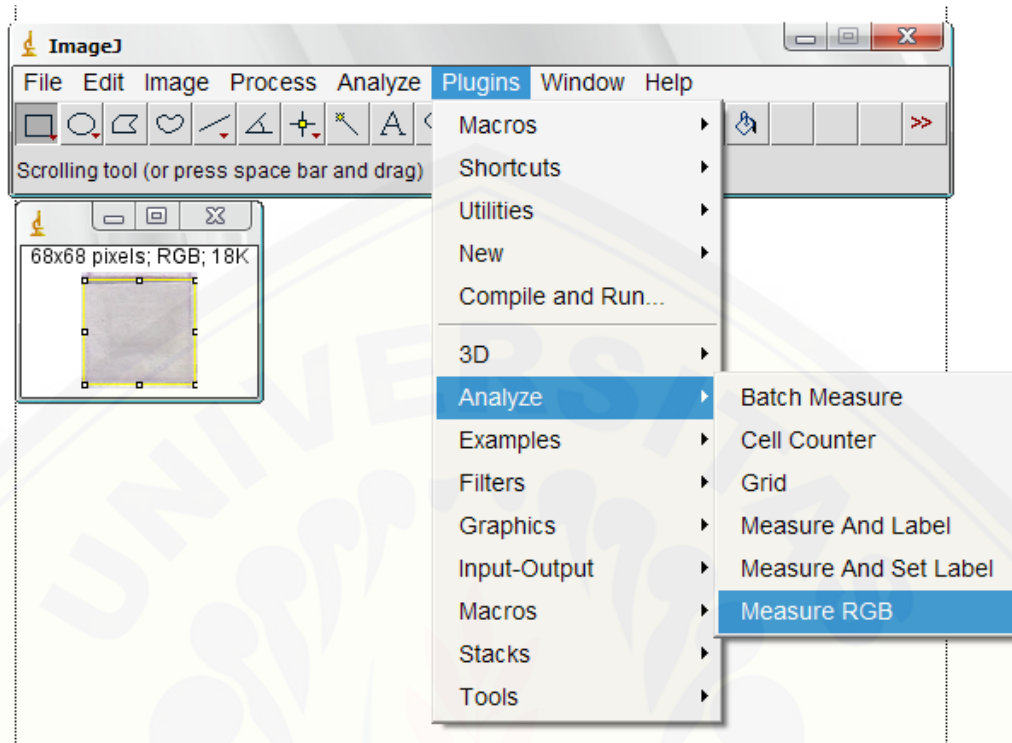 ImageJ
File Edit Image Process Analyze Plugins Window Help
A
>>
Scrolling tool (or press space bar and drag)
68x68 pixels; RGB; 18K
Macros
Shortcuts
Utilities
New
Compile and Run...
3D
Analyze
Examples
Filters
Graphics
Input-Output
Macros
Stacks
Tools
Batch Measure
Cell Counter
Grid
Measure And Label
Measure And Set Label
Measure RGB
UNIVERSITAS